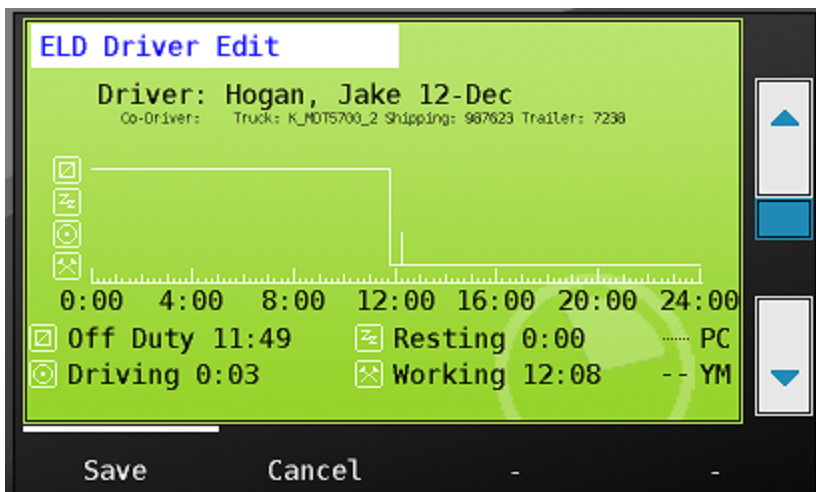 ELD Driver Edit
Driver: Hogan, Jake 12-Dec
Co-Driver: Truck: K_MDT5700_2 Shipping: 987623 Trailer: 7238
0:00 4:00 8:00 12:00 16:00 20:00 24:00
Off Duty 11:49 Resting 0:00 ...... PC
Driving 0:03 Working 12:08 -- YM
Save Cancel - -